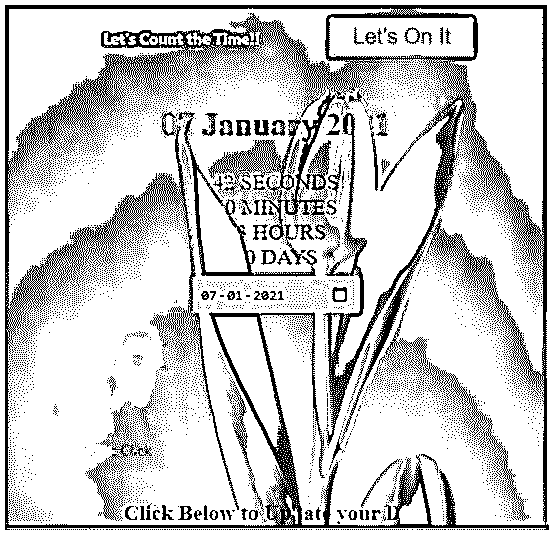 Let's Count the Time!!
Let's On It
07 January 2021
42 SECONDS
0 MINUTES
HOURS
0 DAYS
07-01-2021
Click Below to Update your